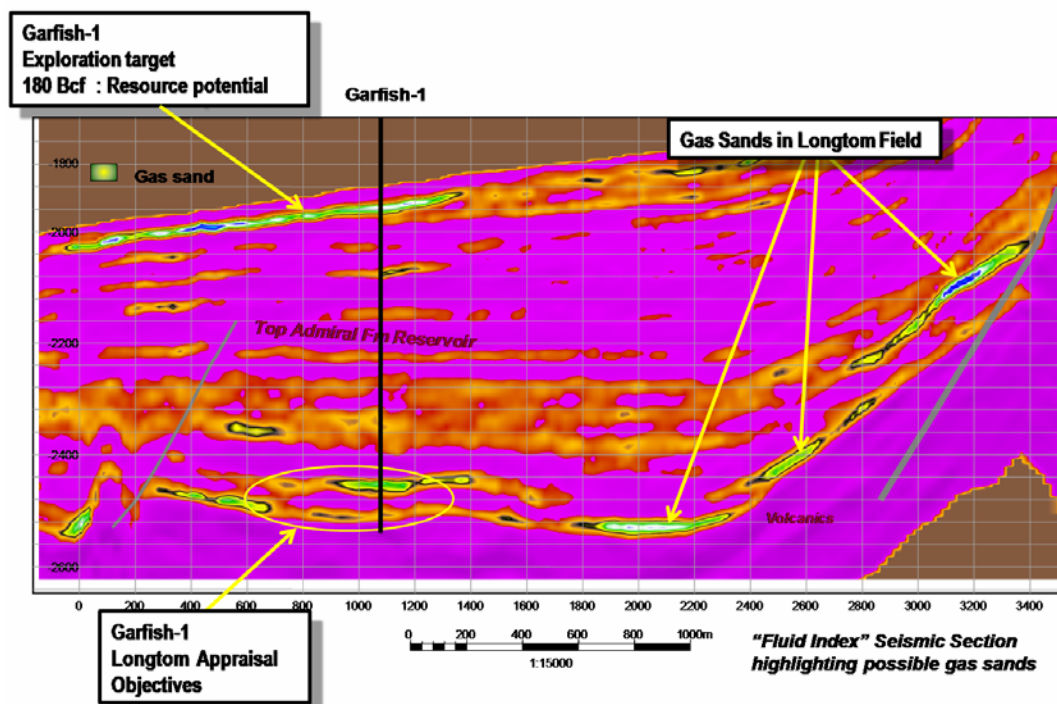 Garfish-1
Exploration target
180 Bcf : Resource potential
Garfish-1
Gas Sands in Longtom Field
-1800
Gas sand
-2000
Top Admiral Fm Reservoir
-2200
-2400
Volcanics
-2600
0 200 400 600 800 1000 1200 1400 1600 1800 2000 2200 2400 2600 2800 3000 3200 3400
Garfish-1
Longtom Appraisal
Objectives
0 200 400 600 1000m
1:15000
"Fluid Index" Seismic Section
highlighting possible gas sands